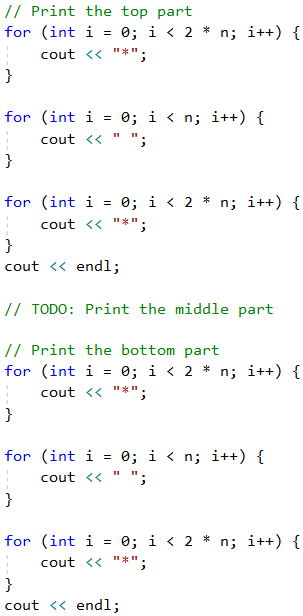 // Print the top part
for (int i = 0; i < 2 * n; i++) {
    cout << "*";
}

for (int i = 0; i < n; i++) {
    cout << " ";
}

for (int i = 0; i < 2 * n; i++) {
    cout << "*";
}
cout << endl;

// TODO: Print the middle part

// Print the bottom part
for (int i = 0; i < 2 * n; i++) {
    cout << "*";
}

for (int i = 0; i < n; i++) {
    cout << " ";
}

for (int i = 0; i < 2 * n; i++) {
    cout << "*";
}
cout << endl;